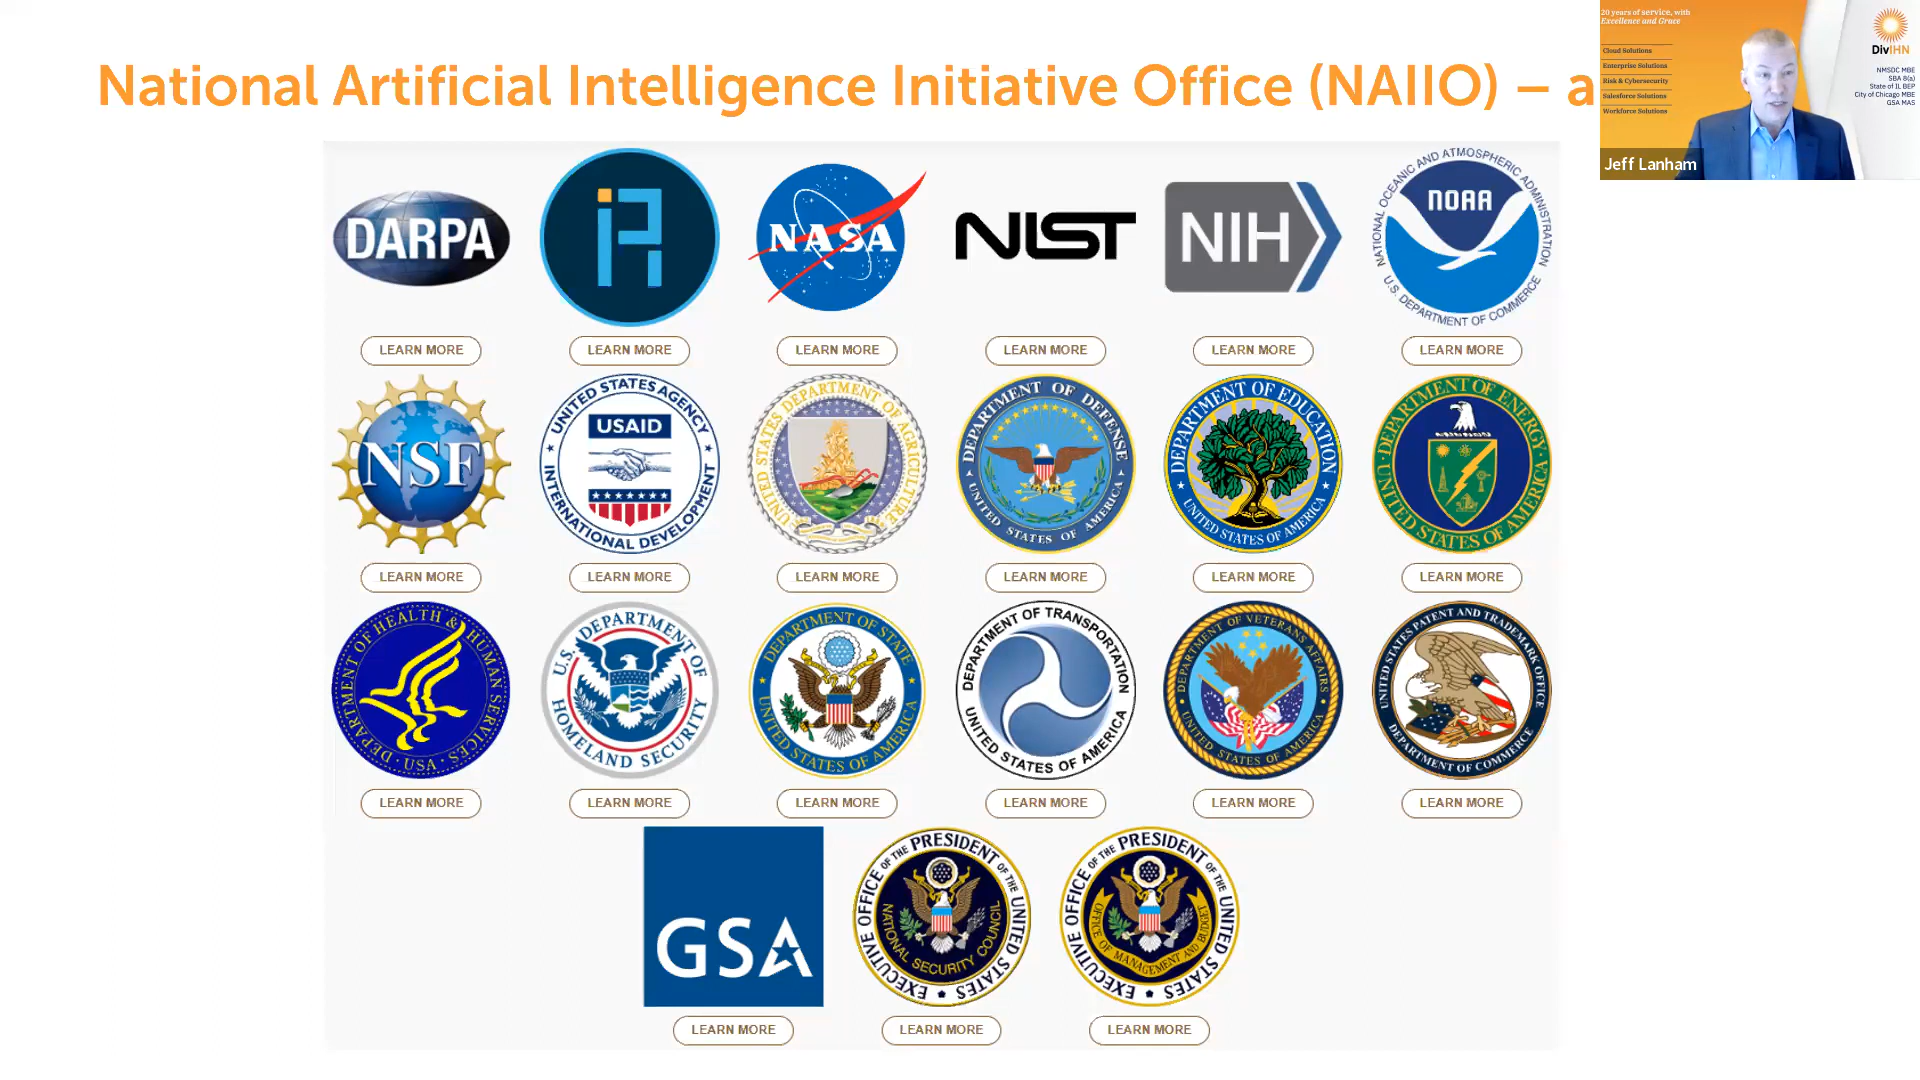 National Artificial Intelligence Initiative Office (NAIIO) – a
20 years of service, with
Excellence and Grace
Cloud Solutions
Enterprise Solutions
Risk & Cybersecurity
Salesforce Solutions
Workforce Solutions
DivIHN
NMSDC MBE
SBA 8(a)
State of IL BEP
City of Chicago MBE
GSA MAS
Jeff Lanham
DARPA
NASA
NIST
NIH
NATIONAL OCEANIC AND ATMOSPHERIC ADMINISTRATION
NOAA
U.S. DEPARTMENT OF COMMERCE
LEARN MORE
LEARN MORE
LEARN MORE
LEARN MORE
LEARN MORE
LEARN MORE
NSF
UNITED STATES AGENCY
USAID
INTERNATIONAL DEVELOPMENT
UNITED STATES DEPARTMENT OF AGRICULTURE
DEPARTMENT OF DEFENSE
UNITED STATES OF AMERICA
DEPARTMENT OF EDUCATION
UNITED STATES OF AMERICA
DEPARTMENT OF ENERGY
UNITED STATES OF AMERICA
LEARN MORE
LEARN MORE
LEARN MORE
LEARN MORE
LEARN MORE
LEARN MORE
DEPARTMENT OF HEALTH & HUMAN SERVICES · USA
U.S. DEPARTMENT OF
HOMELAND SECURITY
DEPARTMENT OF STATE
UNITED STATES OF AMERICA
DEPARTMENT OF TRANSPORTATION
UNITED STATES OF AMERICA
DEPARTMENT OF VETERANS AFFAIRS
UNITED STATES OF AMERICA
UNITED STATES PATENT AND TRADEMARK OFFICE
DEPARTMENT OF COMMERCE
LEARN MORE
LEARN MORE
LEARN MORE
LEARN MORE
LEARN MORE
LEARN MORE
GSA
EXECUTIVE OFFICE OF THE PRESIDENT OF THE UNITED STATES
NATIONAL SECURITY COUNCIL
EXECUTIVE OFFICE OF THE PRESIDENT OF THE UNITED STATES
OFFICE OF MANAGEMENT AND BUDGET
LEARN MORE
LEARN MORE
LEARN MORE